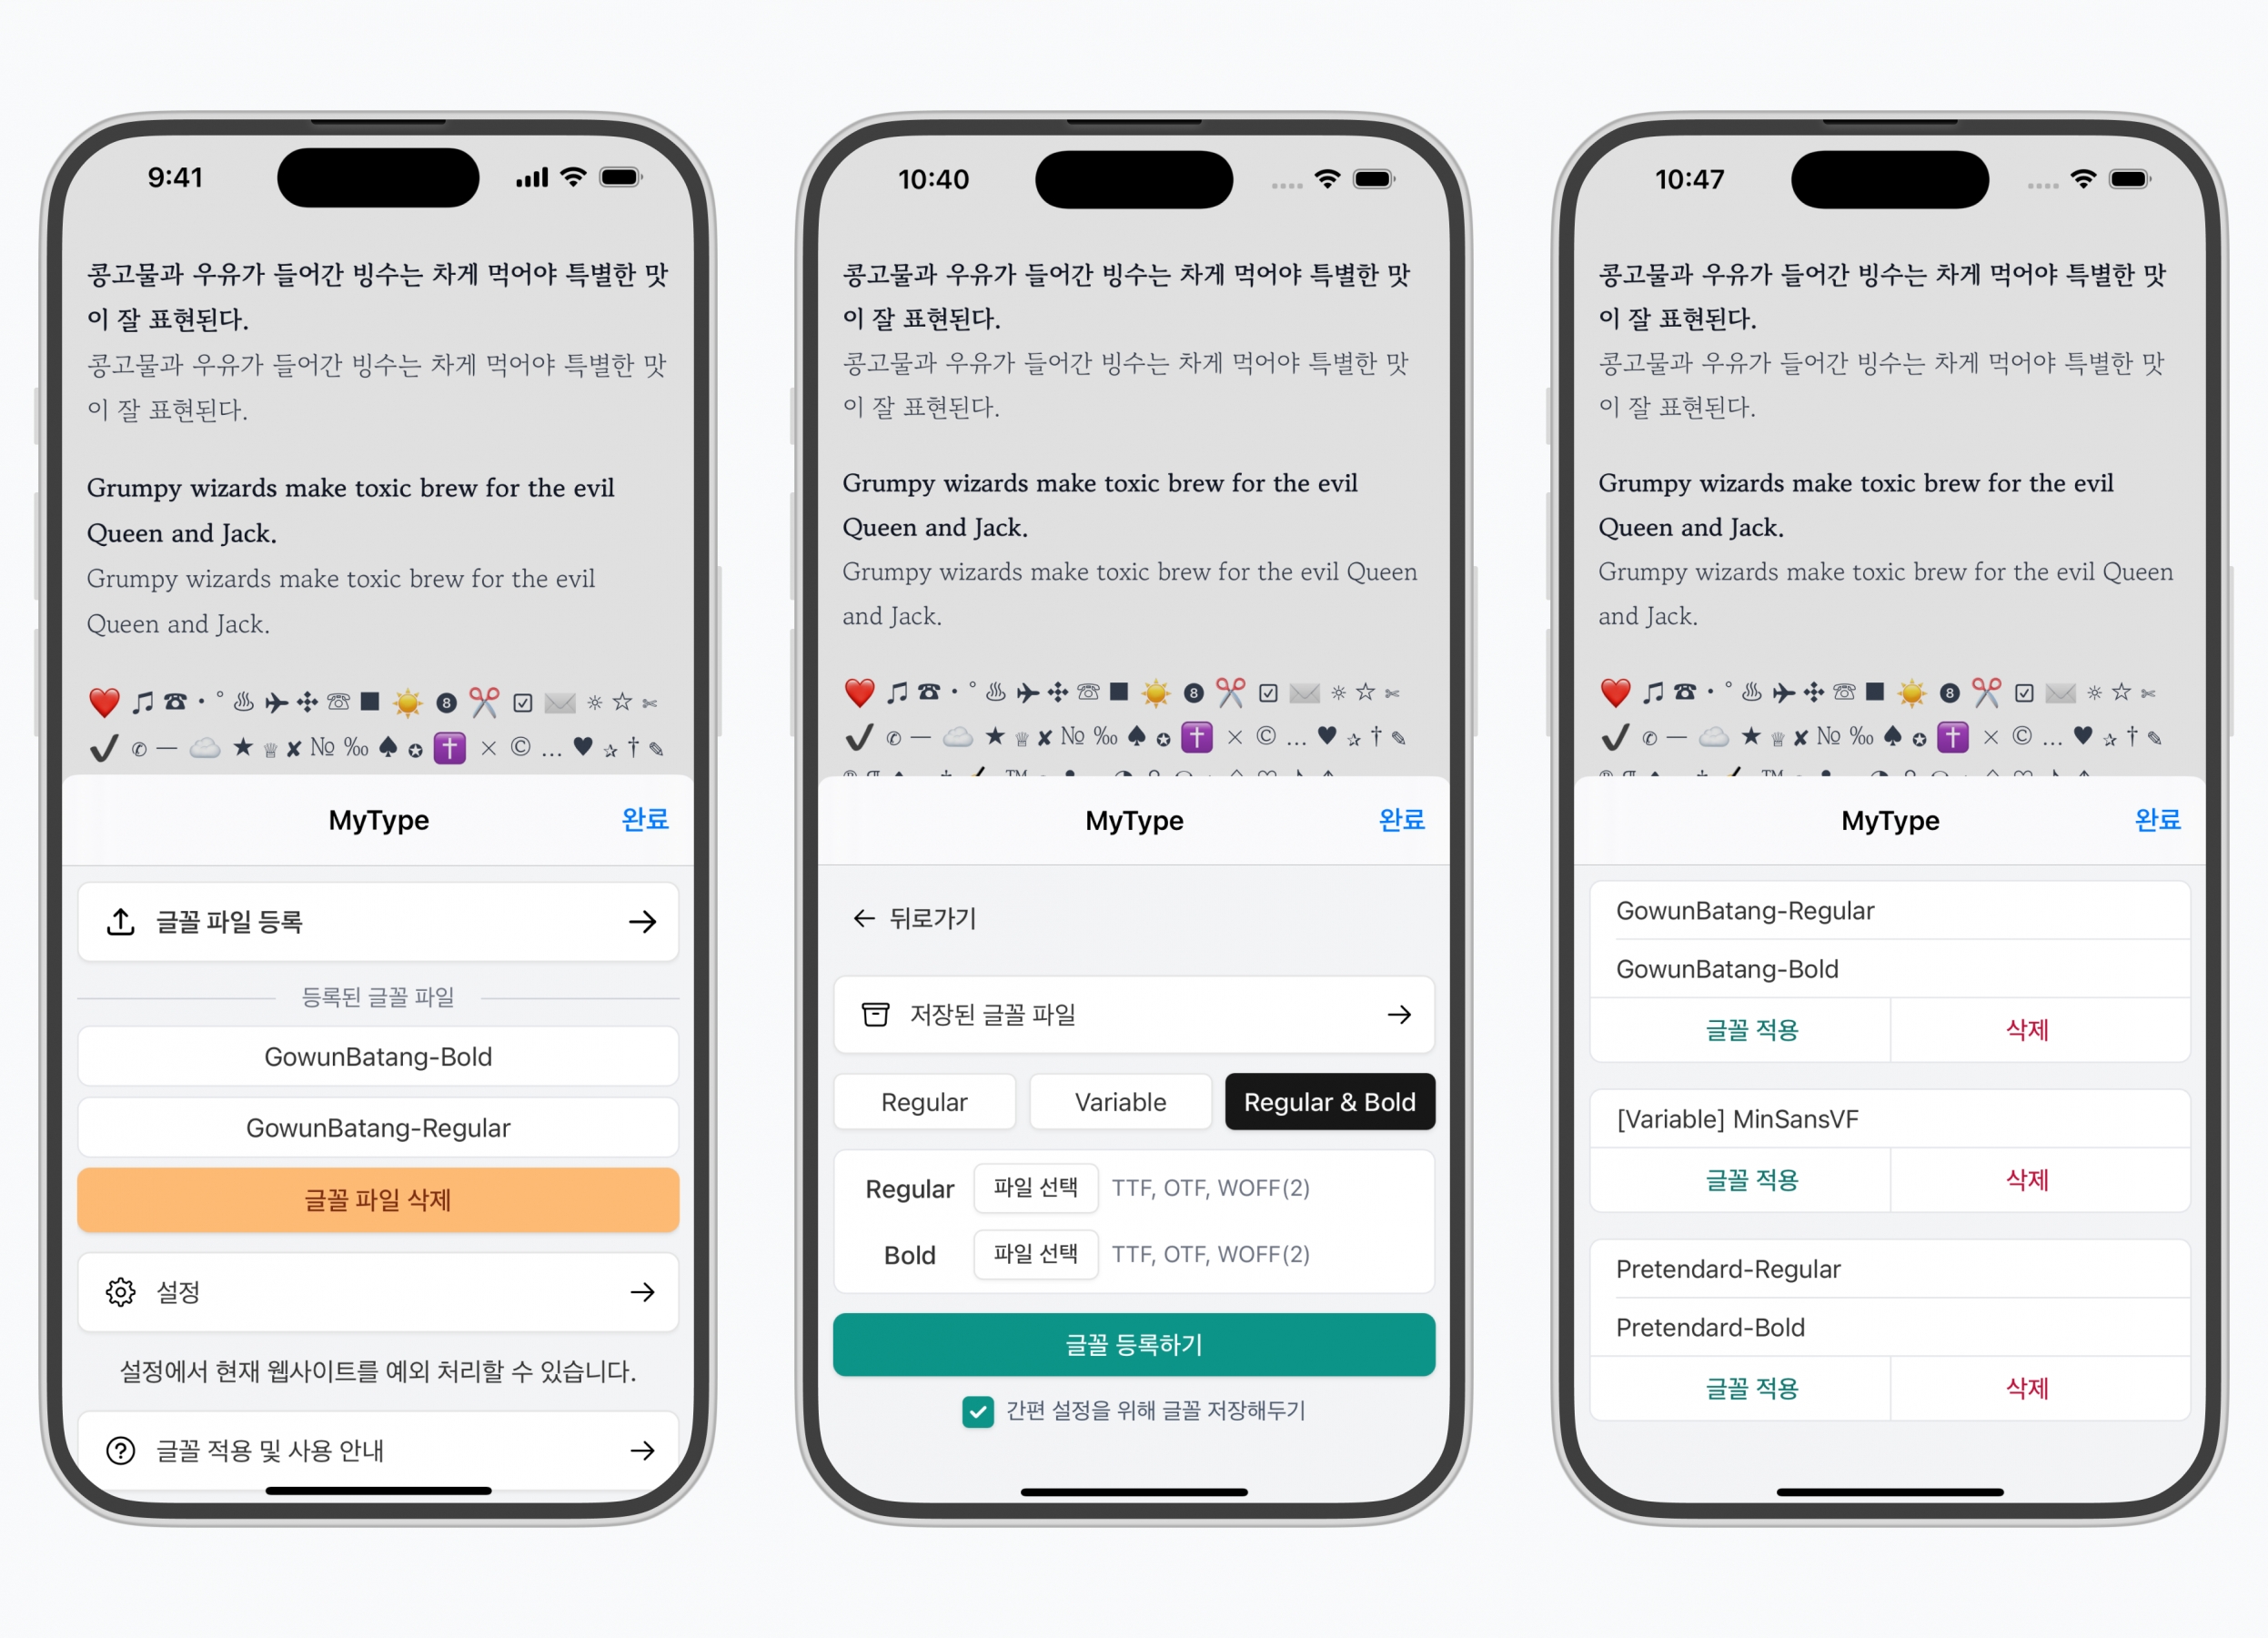 9:41
콩고물과 우유가 들어간 빙수는 차게 먹어야 특별한 맛
이 잘 표현된다.
콩고물과 우유가 들어간 빙수는 차게 먹어야 특별한 맛
이 잘 표현된다.
Grumpy wizards make toxic brew for the evil
Queen and Jack.
Grumpy wizards make toxic brew for the evil
Queen and Jack.
❤️ ♫ ☎ • ° ♨ ✈ ✣ ☏ ■ ☀️ ❽ ✂️ ☑ ✉️ ☼ ☆ ✄
✔ ✆ — ☁️ ★ ♕ ✘ № ‰ ♠ ✪ ✝️ × © … ♥ ✰ † ✎
MyType
완료
글꼴 파일 등록 →
등록된 글꼴 파일
GowunBatang-Bold
GowunBatang-Regular
글꼴 파일 삭제
설정 →
설정에서 현재 웹사이트를 예외 처리할 수 있습니다.
글꼴 적용 및 사용 안내 →
10:40
콩고물과 우유가 들어간 빙수는 차게 먹어야 특별한 맛
이 잘 표현된다.
콩고물과 우유가 들어간 빙수는 차게 먹어야 특별한 맛
이 잘 표현된다.
Grumpy wizards make toxic brew for the evil
Queen and Jack.
Grumpy wizards make toxic brew for the evil Queen
and Jack.
❤️ ♫ ☎ • ° ♨ ✈ ✣ ☏ ■ ☀️ ❽ ✂️ ☑ ✉️ ☼ ☆ ✄
✔ ✆ — ☁️ ★ ♕ ✘ № ‰ ♠ ✪ ✝️ × © … ♥ ✰ † ✎
MyType
완료
← 뒤로가기
저장된 글꼴 파일 →
Regular
Variable
Regular & Bold
Regular 파일 선택 TTF, OTF, WOFF(2)
Bold 파일 선택 TTF, OTF, WOFF(2)
글꼴 등록하기
간편 설정을 위해 글꼴 저장해두기
10:47
콩고물과 우유가 들어간 빙수는 차게 먹어야 특별한 맛
이 잘 표현된다.
콩고물과 우유가 들어간 빙수는 차게 먹어야 특별한 맛
이 잘 표현된다.
Grumpy wizards make toxic brew for the evil
Queen and Jack.
Grumpy wizards make toxic brew for the evil Queen
and Jack.
❤️ ♫ ☎ • ° ♨ ✈ ✣ ☏ ■ ☀️ ❽ ✂️ ☑ ✉️ ☼ ☆ ✄
✔ ✆ — ☁️ ★ ♕ ✘ № ‰ ♠ ✪ ✝️ × © … ♥ ✰ † ✎
MyType
완료
GowunBatang-Regular
GowunBatang-Bold
글꼴 적용
삭제
[Variable] MinSansVF
글꼴 적용
삭제
Pretendard-Regular
Pretendard-Bold
글꼴 적용
삭제